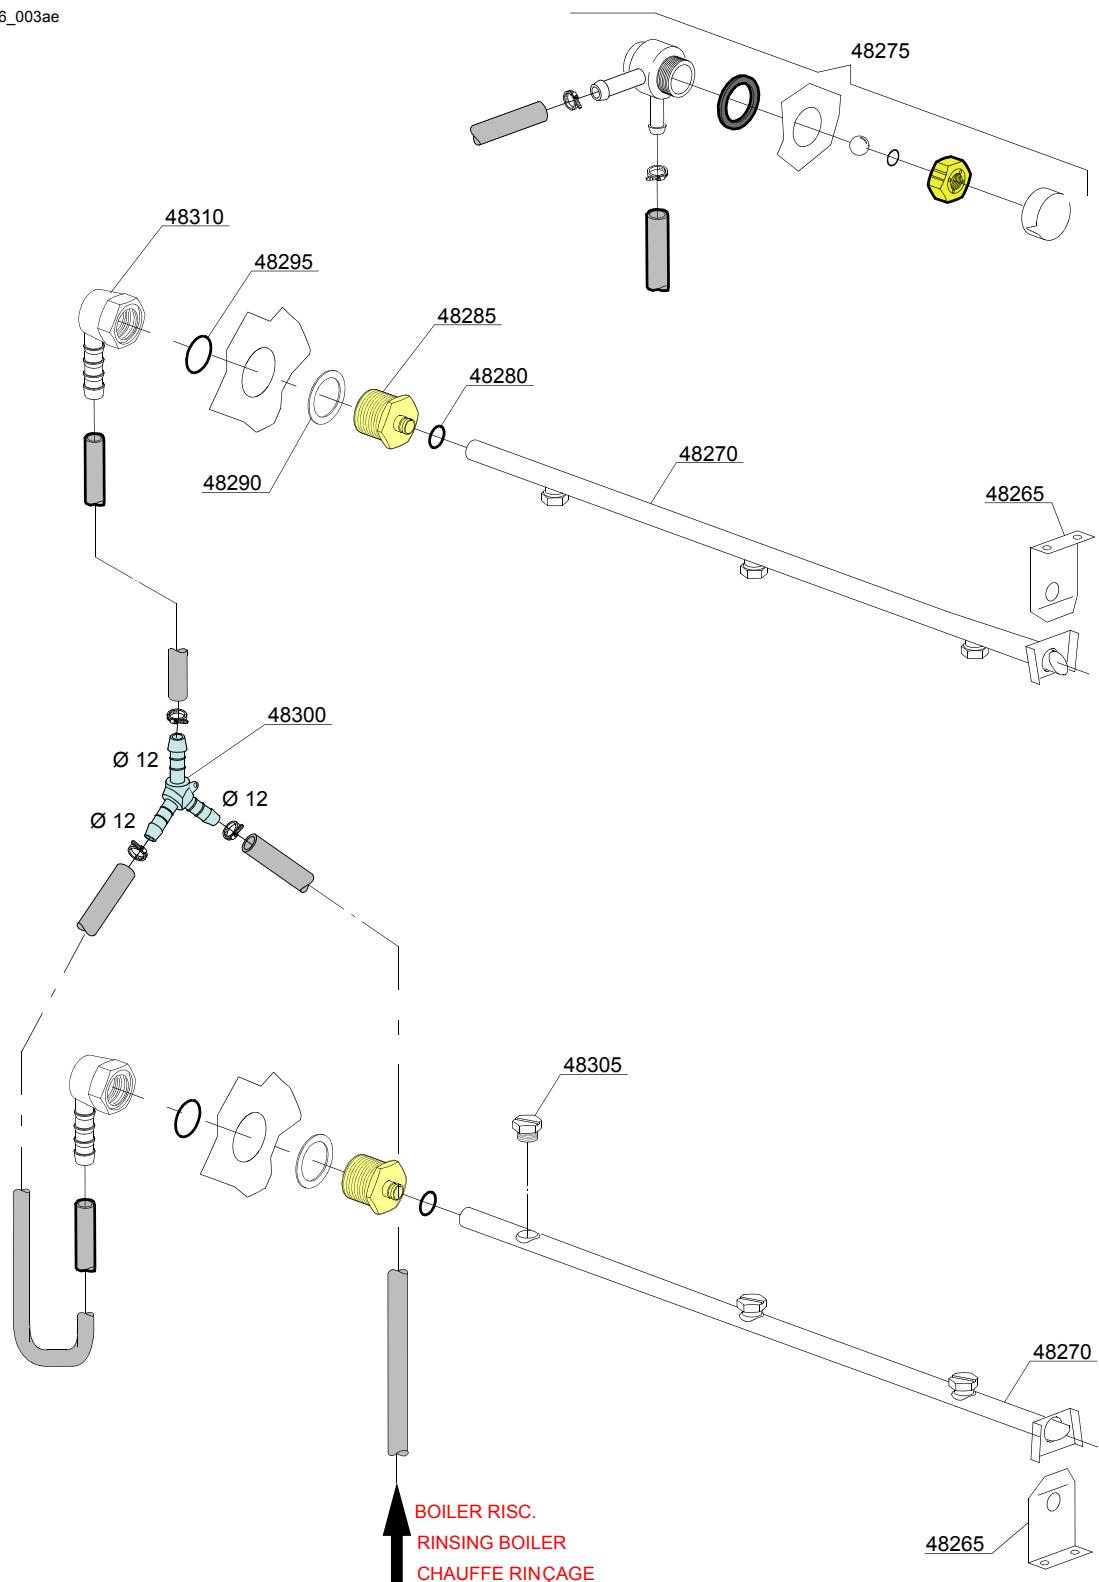 6_003ae
48275
48310
48295
48285
48280
48290
48270
48265
48300
Ø 12
Ø 12
Ø 12
48305
48270
48265
BOILER RISC.
RINSING BOILER
CHAUFFE RINÇAGE